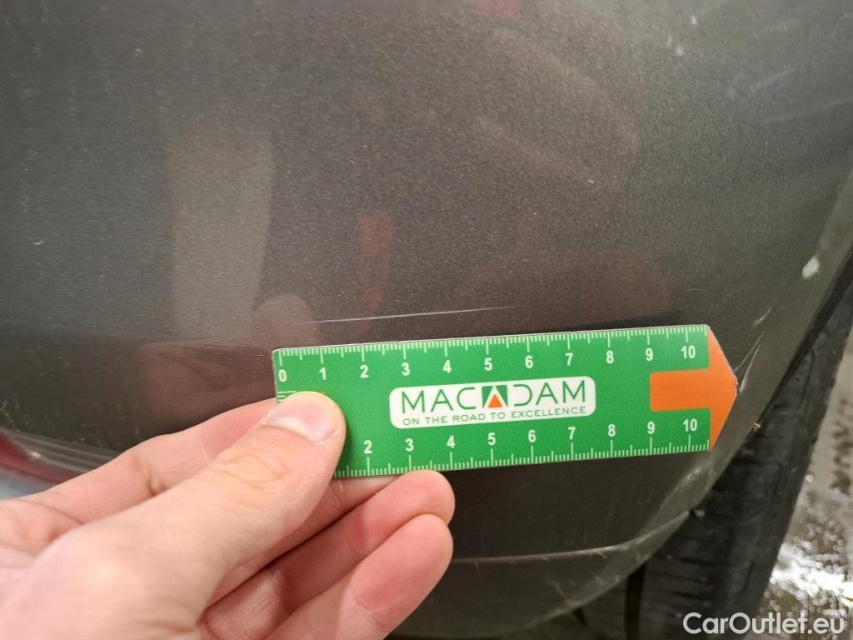 0 1 2 3 4 5 6 7 8 9 10
MACADAM
ON THE ROAD TO EXCELLENCE
2 3 4 5 6 7 8 9 10
CarOutlet.eu